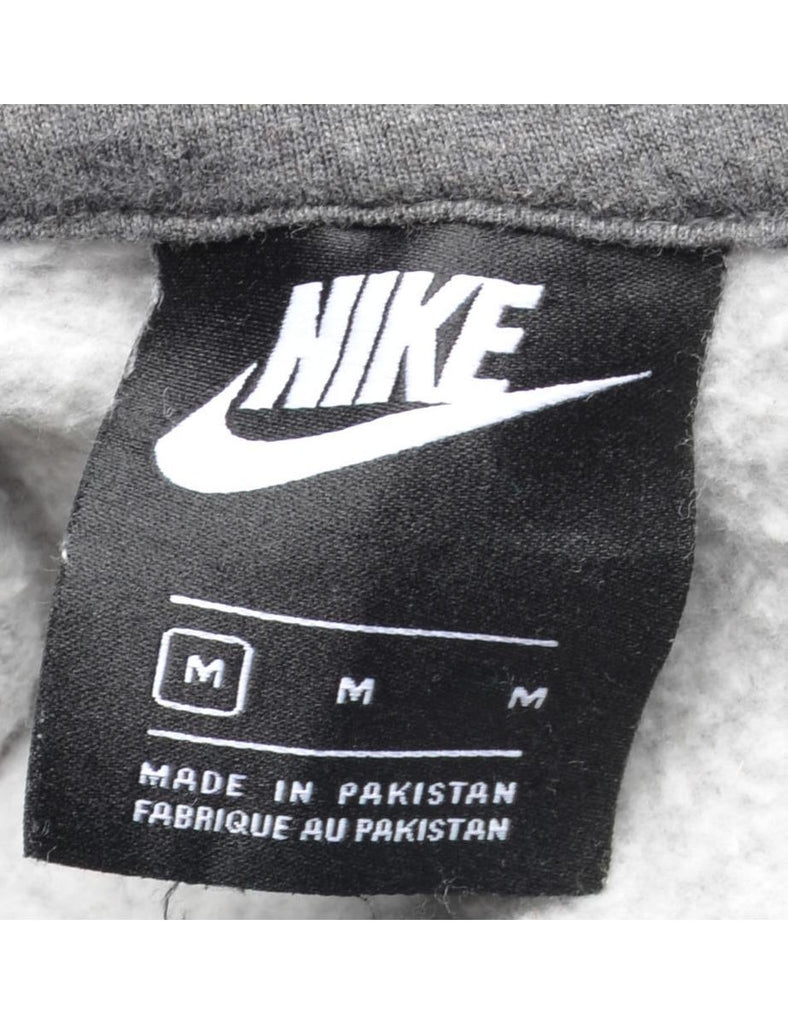 NIKE
M M M
MADE IN PAKISTAN
FABRIQUE AU PAKISTAN